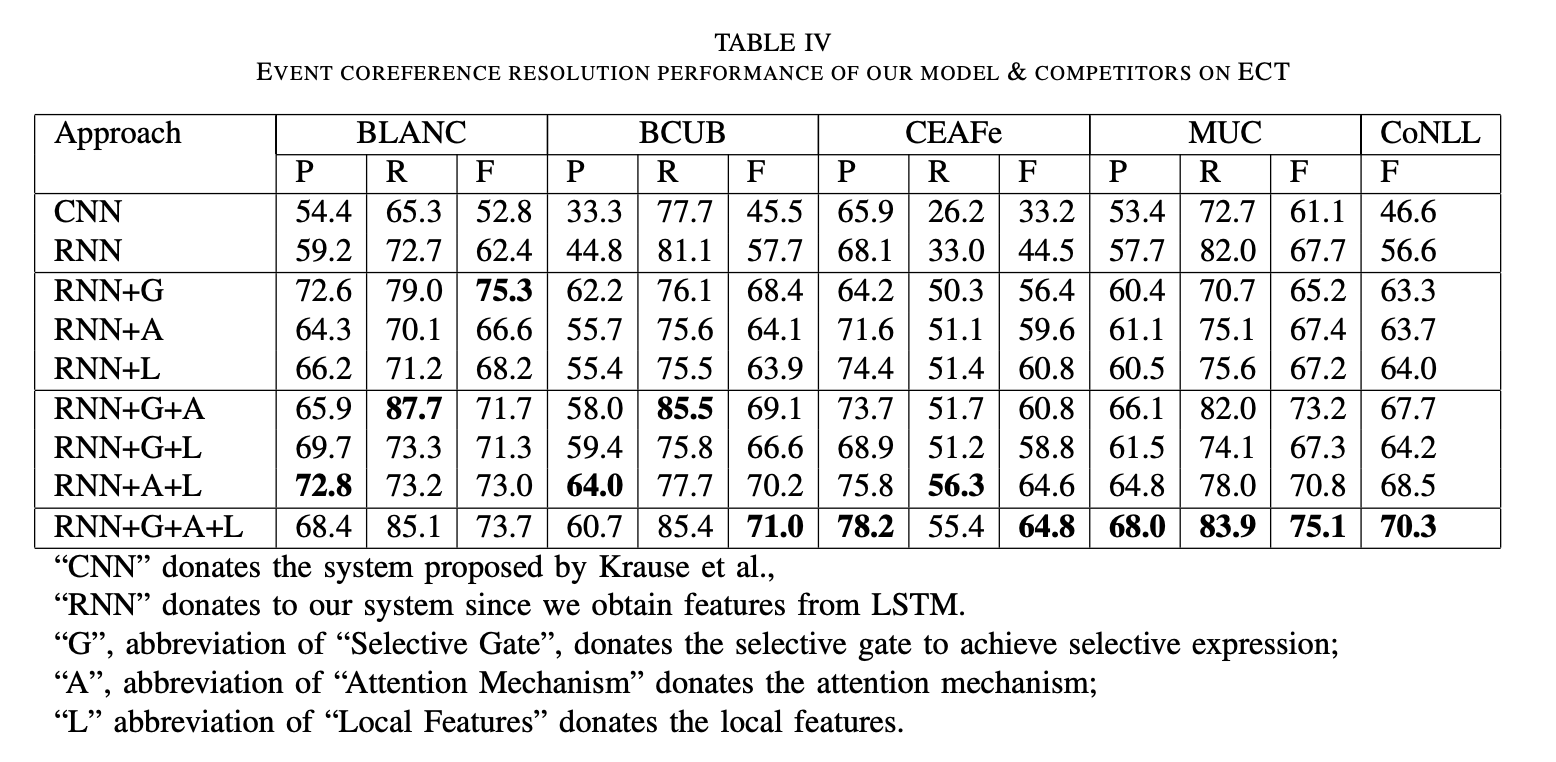 TABLE IV
EVENT COREFERENCE RESOLUTION PERFORMANCE OF OUR MODEL & COMPETITORS ON ECT
Approach BLANC BCUB CEAFe MUC CoNLL
P R F P R F P R F P R F F
CNN 54.4 65.3 52.8 33.3 77.7 45.5 65.9 26.2 33.2 53.4 72.7 61.1 46.6
RNN 59.2 72.7 62.4 44.8 81.1 57.7 68.1 33.0 44.5 57.7 82.0 67.7 56.6
RNN+G 72.6 79.0 75.3 62.2 76.1 68.4 64.2 50.3 56.4 60.4 70.7 65.2 63.3
RNN+A 64.3 70.1 66.6 55.7 75.6 64.1 71.6 51.1 59.6 61.1 75.1 67.4 63.7
RNN+L 66.2 71.2 68.2 55.4 75.5 63.9 74.4 51.4 60.8 60.5 75.6 67.2 64.0
RNN+G+A 65.9 87.7 71.7 58.0 85.5 69.1 73.7 51.7 60.8 66.1 82.0 73.2 67.7
RNN+G+L 69.7 73.3 71.3 59.4 75.8 66.6 68.9 51.2 58.8 61.5 74.1 67.3 64.2
RNN+A+L 72.8 73.2 73.0 64.0 77.7 70.2 75.8 56.3 64.6 64.8 78.0 70.8 68.5
RNN+G+A+L 68.4 85.1 73.7 60.7 85.4 71.0 78.2 55.4 64.8 68.0 83.9 75.1 70.3
“CNN” donates the system proposed by Krause et al.,
“RNN” donates to our system since we obtain features from LSTM.
“G”, abbreviation of “Selective Gate”, donates the selective gate to achieve selective expression;
“A”, abbreviation of “Attention Mechanism” donates the attention mechanism;
“L” abbreviation of “Local Features” donates the local features.